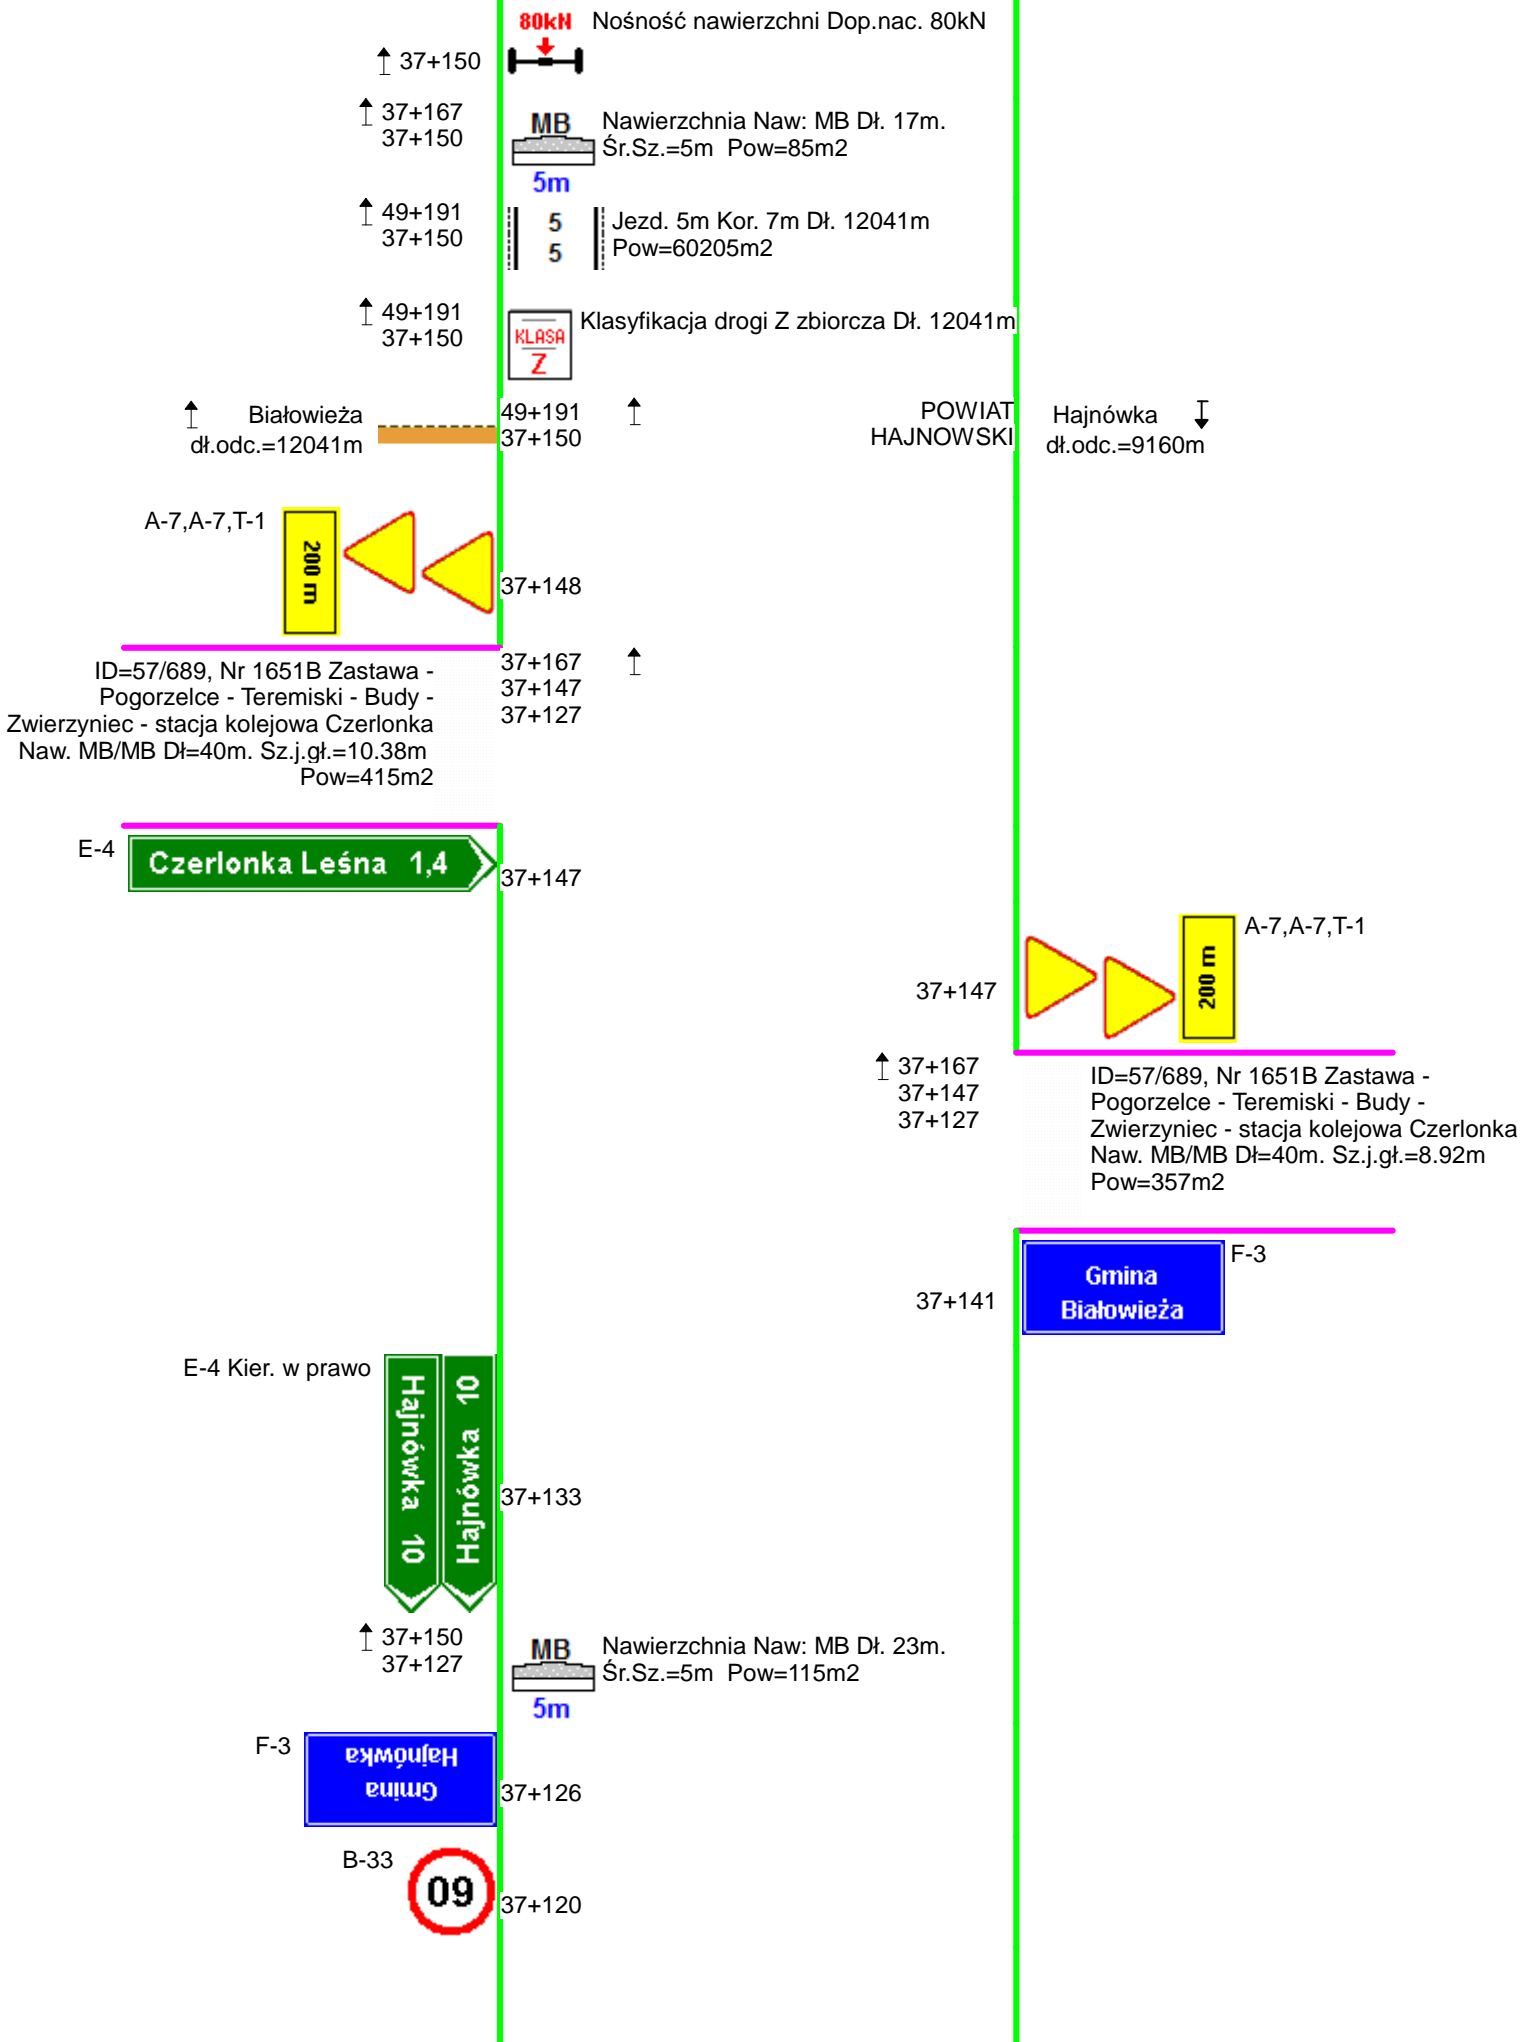 80kN Nośność nawierzchni Dop.nac. 80kN
37+150
37+167
37+150
MB
5m
Nawierzchnia Naw: MB Dł. 17m.
Śr.Sz.=5m Pow=85m2
49+191
37+150
5
5
Jezd. 5m Kor. 7m Dł. 12041m
Pow=60205m2
49+191
37+150
KLASA
Z
Klasyfikacja drogi Z zbiorcza Dł. 12041m
Białowieża
dł.odc.=12041m
49+191
37+150
POWIAT
HAJNOWSKI
Hajnówka
dł.odc.=9160m
A-7,A-7,T-1
200 m
37+148
ID=57/689, Nr 1651B Zastawa -
Pogorzelce - Teremiski - Budy -
Zwierzyniec - stacja kolejowa Czerlonka
Naw. MB/MB Dł=40m. Sz.j.gł.=10.38m
Pow=415m2
37+167
37+147
37+127
E-4
Czerlonka Leśna 1,4
37+147
37+147
200 m
A-7,A-7,T-1
37+167
37+147
37+127
ID=57/689, Nr 1651B Zastawa -
Pogorzelce - Teremiski - Budy -
Zwierzyniec - stacja kolejowa Czerlonka
Naw. MB/MB Dł=40m. Sz.j.gł.=8.92m
Pow=357m2
37+141
Gmina
Białowieża
F-3
E-4 Kier. w prawo
Hajnówka 10
Hajnówka 10
37+133
37+150
37+127
MB
5m
Nawierzchnia Naw: MB Dł. 23m.
Śr.Sz.=5m Pow=115m2
F-3
Gmina
Hajnówka
37+126
B-33
60
37+120